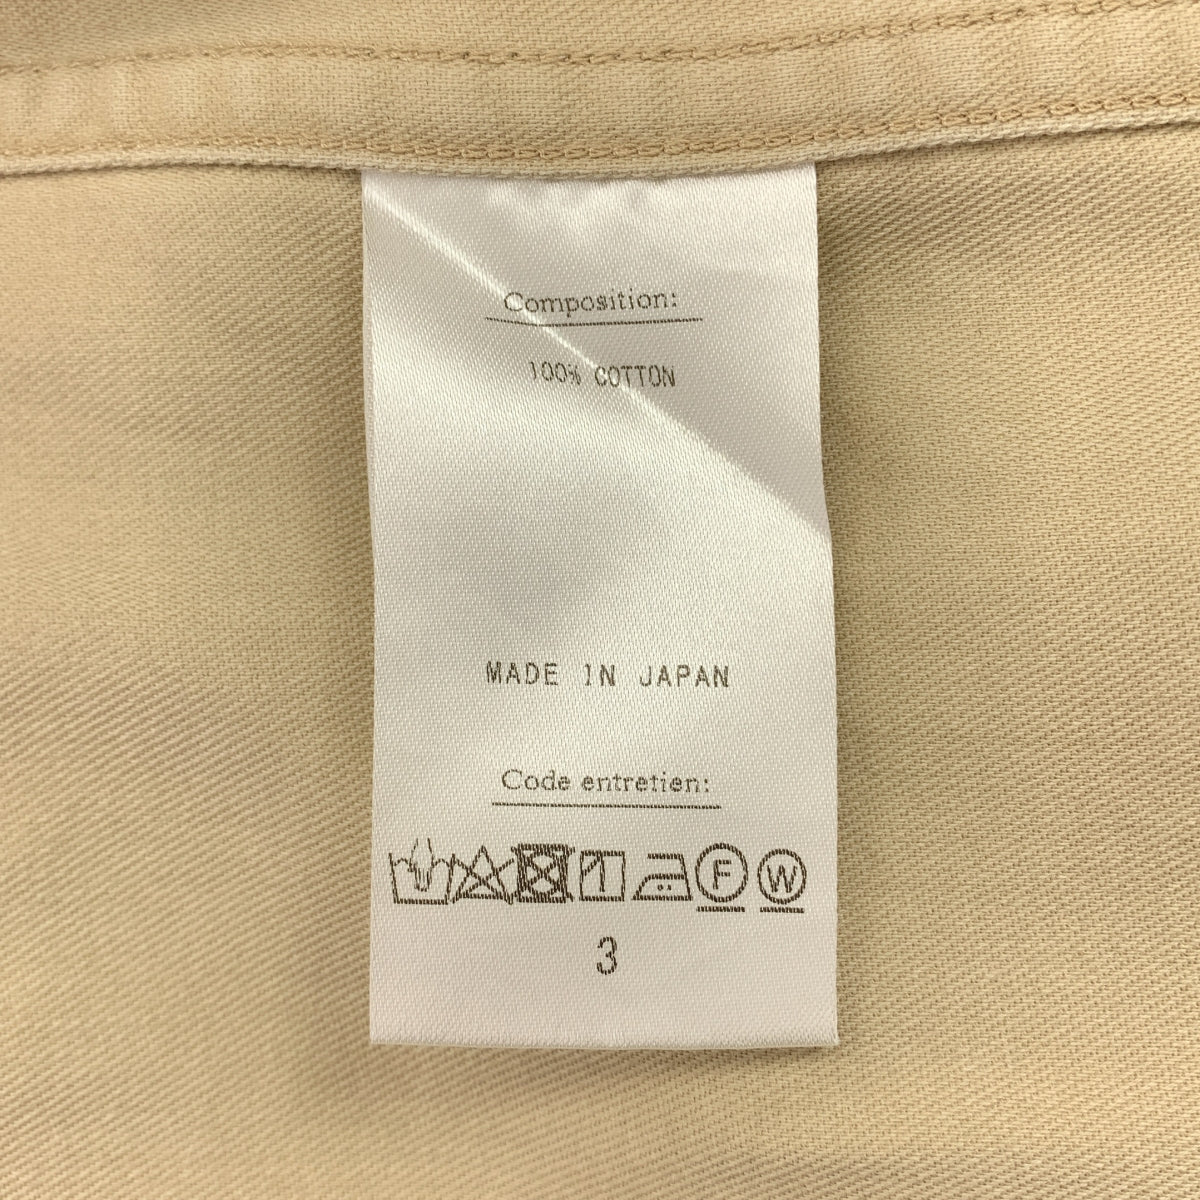 Composition:
100% COTTON
MADE IN JAPAN
Code entretien:
F W
3